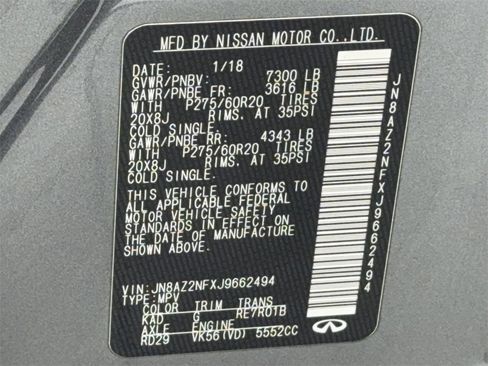 MFD BY NISSAN MOTOR CO.,LTD.
DATE: 1/18
GVWR/PNBV: 7300 LB
GAWR/PNBE FR: 3616 LB
WITH P275/60R20 TIRES
20X8J RIMS. AT 35PSI
COLD SINGLE.
GAWR/PNBE RR: 4343 LB
WITH P275/60R20 TIRES
20X8J RIMS. AT 35PSI
COLD SINGLE.
THIS VEHICLE CONFORMS TO
ALL APPLICABLE FEDERAL
MOTOR VEHICLE SAFETY
STANDARDS IN EFFECT ON THE
DATE OF MANUFACTURE
SHOWN ABOVE.
VIN:JN8AZ2NFXJ9662494
TYPE:MPV
COLOR TRIM TRANS
KAD G RE7R01B
AXLE ENGINE
RD29 VK56(VD) 5552CC
JN8AZ2NFXJ9662494